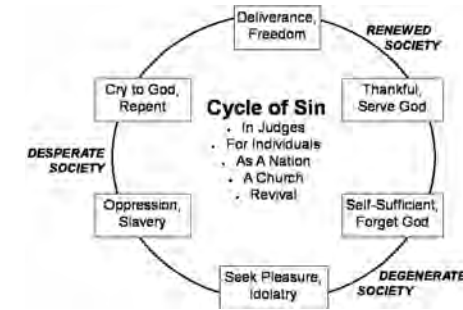 Deliverance,
Freedom
RENEWED
SOCIETY
Cry to God,
Repent
Thankful,
Serve God
Cycle of Sin
• In Judges
• For Individuals
• As A Nation
• A Church
• Revival
DESPERATE
SOCIETY
Oppression,
Slavery
Self-Sufficient,
Forget God
Seek Pleasure,
Idolatry
DEGENERATE
SOCIETY